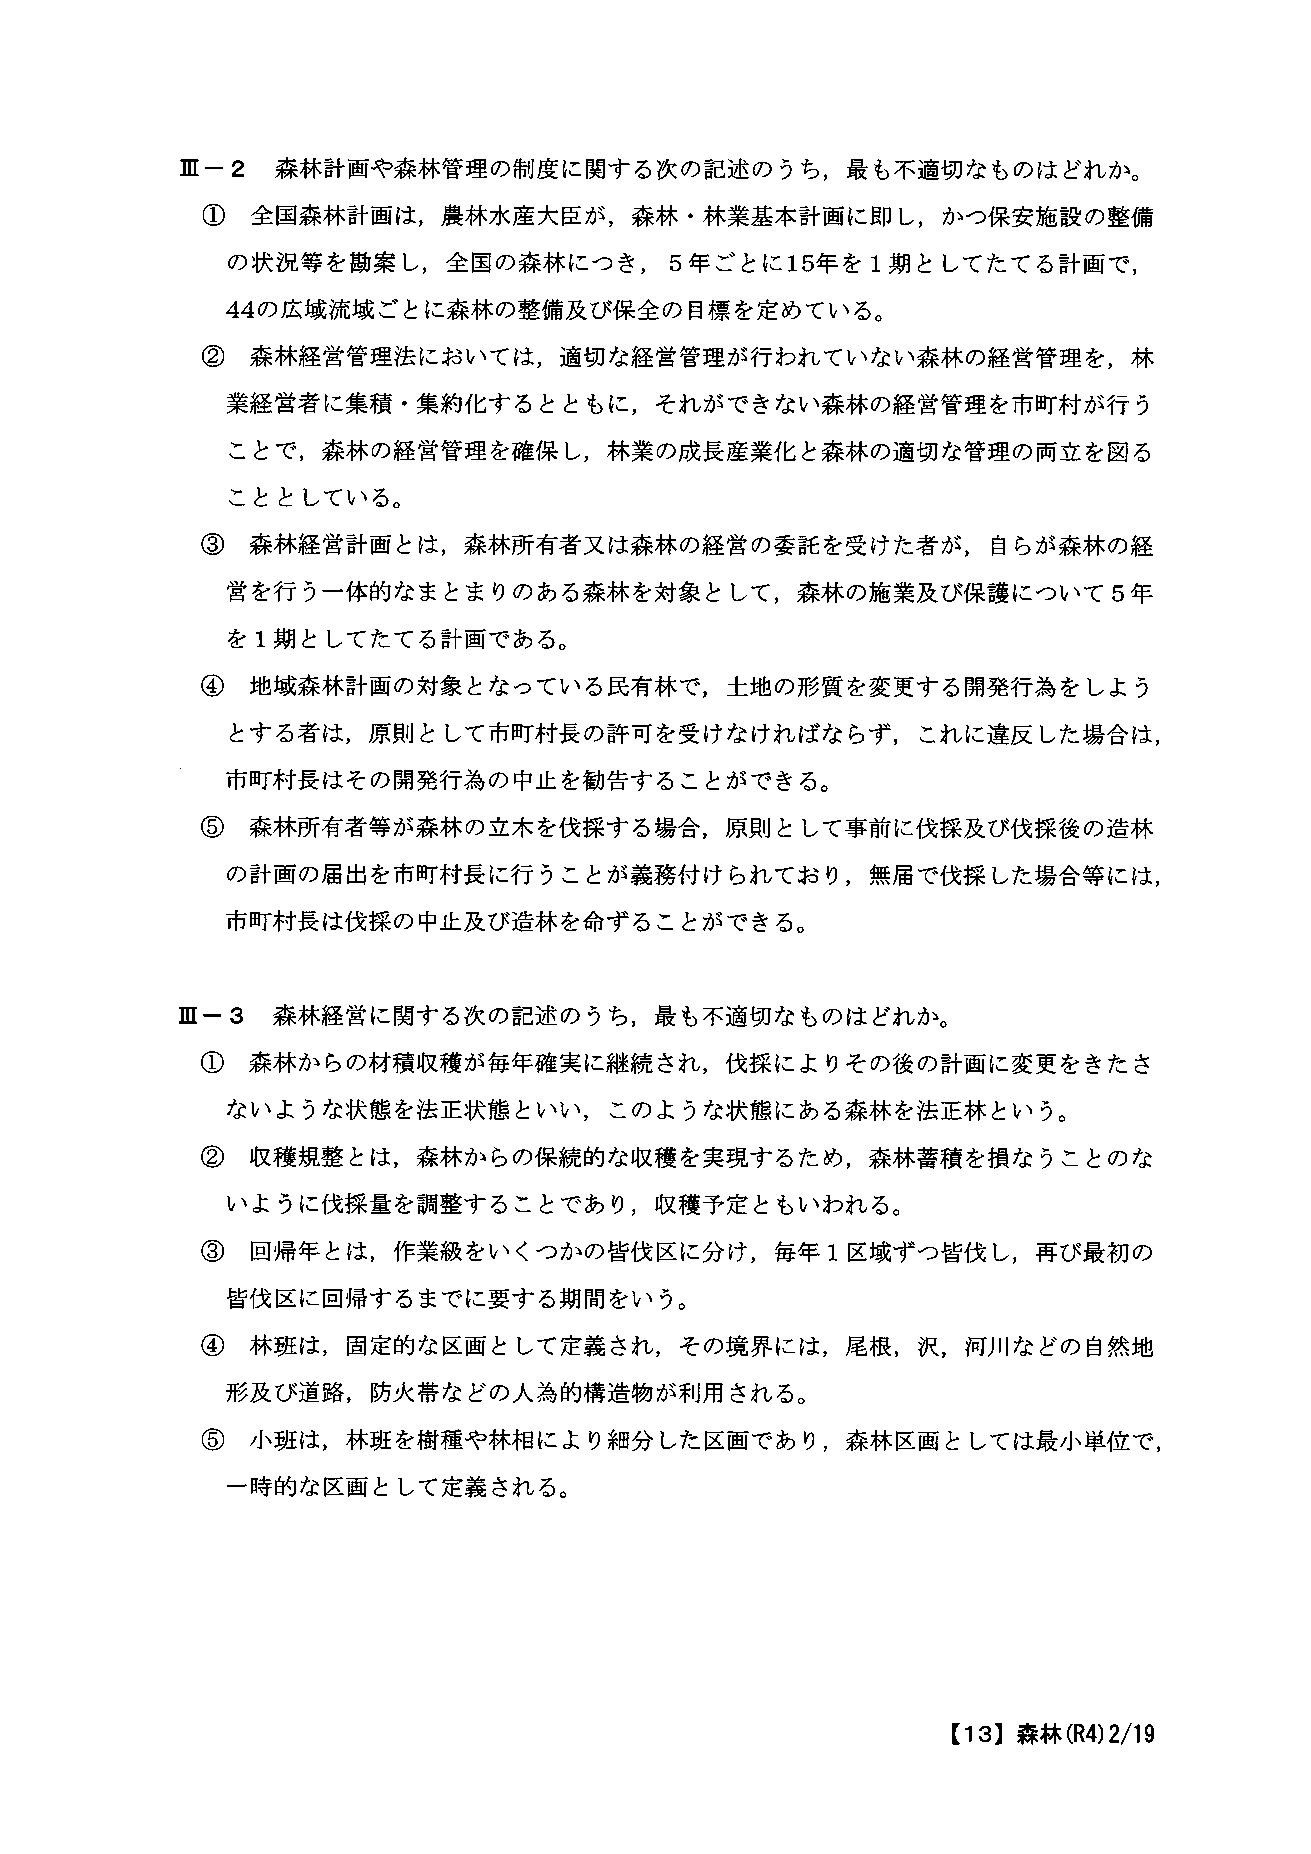 Ⅲ－２　森林計画や森林管理の制度に関する次の記述のうち，最も不適切なものはどれか。
①　全国森林計画は，農林水産大臣が，森林・林業基本計画に即し，かつ保安施設の整備
の状況等を勘案し，全国の森林につき，５年ごとに15年を１期としてたてる計画で，
44の広域流域ごとに森林の整備及び保全の目標を定めている。
②　森林経営管理法においては，適切な経営管理が行われていない森林の経営管理を，林
業経営者に集積・集約化するとともに，それができない森林の経営管理を市町村が行う
ことで，森林の経営管理を確保し，林業の成長産業化と森林の適切な管理の両立を図る
こととしている。
③　森林経営計画とは，森林所有者又は森林の経営の委託を受けた者が，自らが森林の経
営を行う一体的なまとまりのある森林を対象として，森林の施業及び保護について５年
を１期としてたてる計画である。
④　地域森林計画の対象となっている民有林で，土地の形質を変更する開発行為をしよう
とする者は，原則として市町村長の許可を受けなければならず，これに違反した場合は，
市町村長はその開発行為の中止を勧告することができる。
⑤　森林所有者等が森林の立木を伐採する場合，原則として事前に伐採及び伐採後の造林
の計画の届出を市町村長に行うことが義務付けられており，無届で伐採した場合等には，
市町村長は伐採の中止及び造林を命ずることができる。
Ⅲ－３　森林経営に関する次の記述のうち，最も不適切なものはどれか。
①　森林からの材積収穫が毎年確実に継続され，伐採によりその後の計画に変更をきたさ
ないような状態を法正状態といい，このような状態にある森林を法正林という。
②　収穫規整とは，森林からの保続的な収穫を実現するため，森林蓄積を損なうことのな
いように伐採量を調整することであり，収穫予定ともいわれる。
③　回帰年とは，作業級をいくつかの皆伐区に分け，毎年１区域ずつ皆伐し，再び最初の
皆伐区に回帰するまでに要する期間をいう。
④　林班は，固定的な区画として定義され，その境界には，尾根，沢，河川などの自然地
形及び道路，防火帯などの人為的構造物が利用される。
⑤　小班は，林班を樹種や林相により細分した区画であり，森林区画としては最小単位で，
一時的な区画として定義される。
【13】森林(R4)2/19